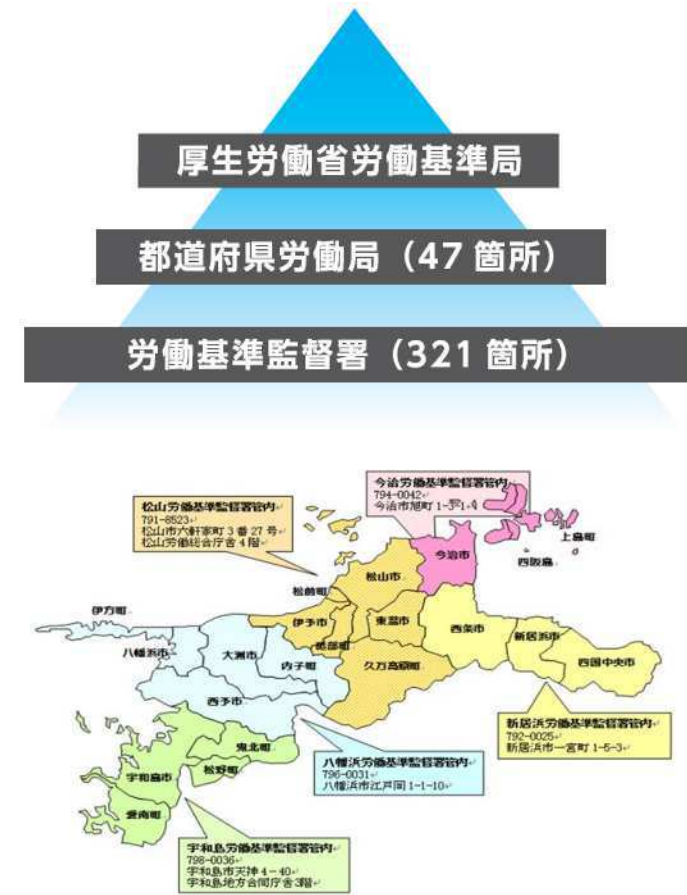 厚生労働省労働基準局
都道府県労働局（47 箇所）
労働基準監督署（321 箇所）
今治労働基準監督署管内
794-0042
今治市旭町
松山労働基準監督署管内
791-8523
松山市六軒家町 3 番 27 号
松山労働総合庁舎 4 階
上島町
四阪島
今治市
松山市
松前町
伊方町
伊予市
東温市
砥部町
西条市
新居浜市
四国中央市
八幡浜市
大洲市
内子町
久万高原町
西予市
新居浜労働基準監督署管内
792-0025
新居浜市一宮町 1-5-3
鬼北町
松野町
宇和島市
愛南町
八幡浜労働基準監督署管内
796-0031
八幡浜市江戸岡 1-1-10
宇和島労働基準監督署管内
798-0036
宇和島市天神 4－40
宇和島地方合同庁舎 3階